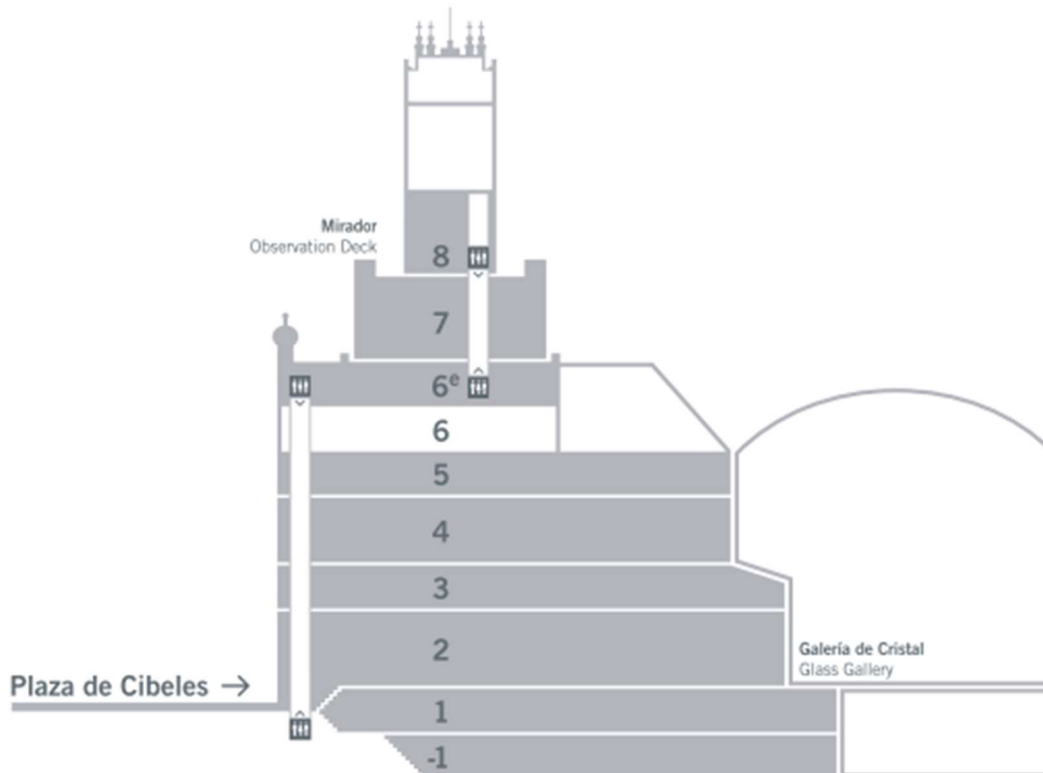 Mirador
Observation Deck
8
7
6e
6
5
4
3
2
Galería de Cristal
Glass Gallery
Plaza de Cibeles →
1
-1